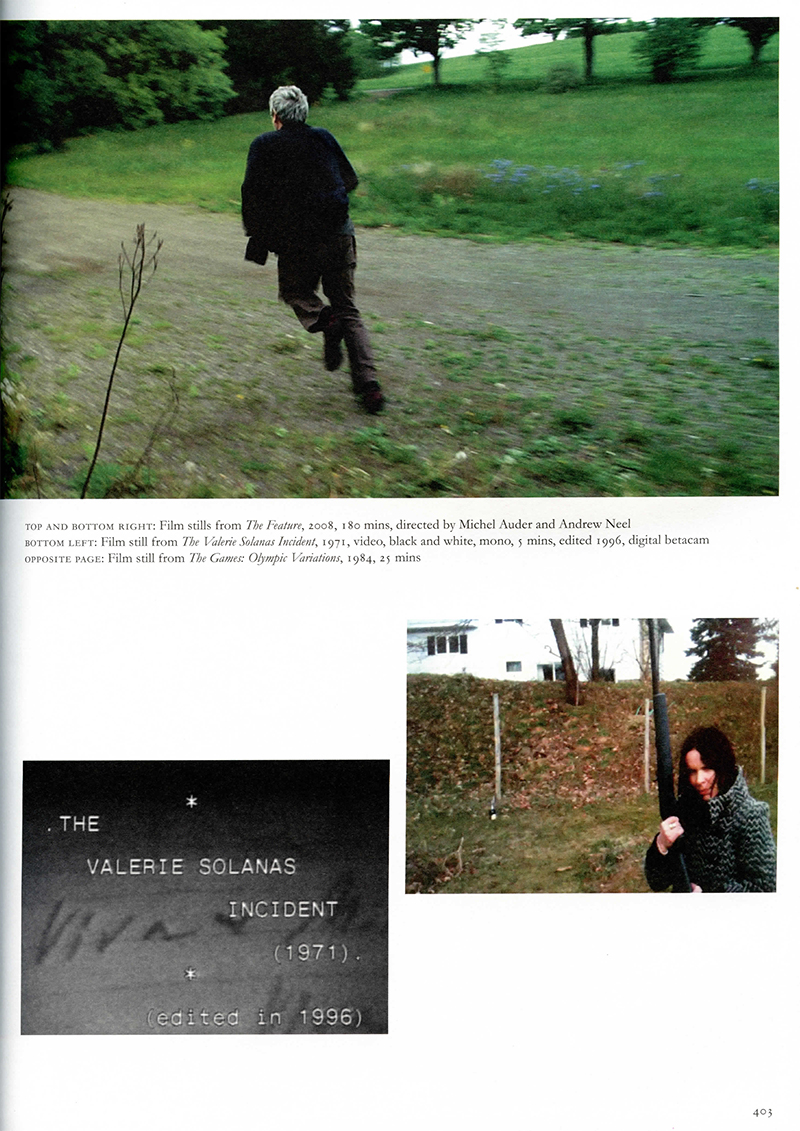 TOP AND BOTTOM RIGHT: Film stills from The Feature, 2008, 180 mins, directed by Michel Auder and Andrew Neel
BOTTOM LEFT: Film still from The Valerie Solanas Incident, 1971, video, black and white, mono, 5 mins, edited 1996, digital betacam
OPPOSITE PAGE: Film still from The Games: Olympic Variations, 1984, 25 mins
*
.THE
VALERIE SOLANAS
INCIDENT
Viva
(1971).
*
(edited in 1996)
403